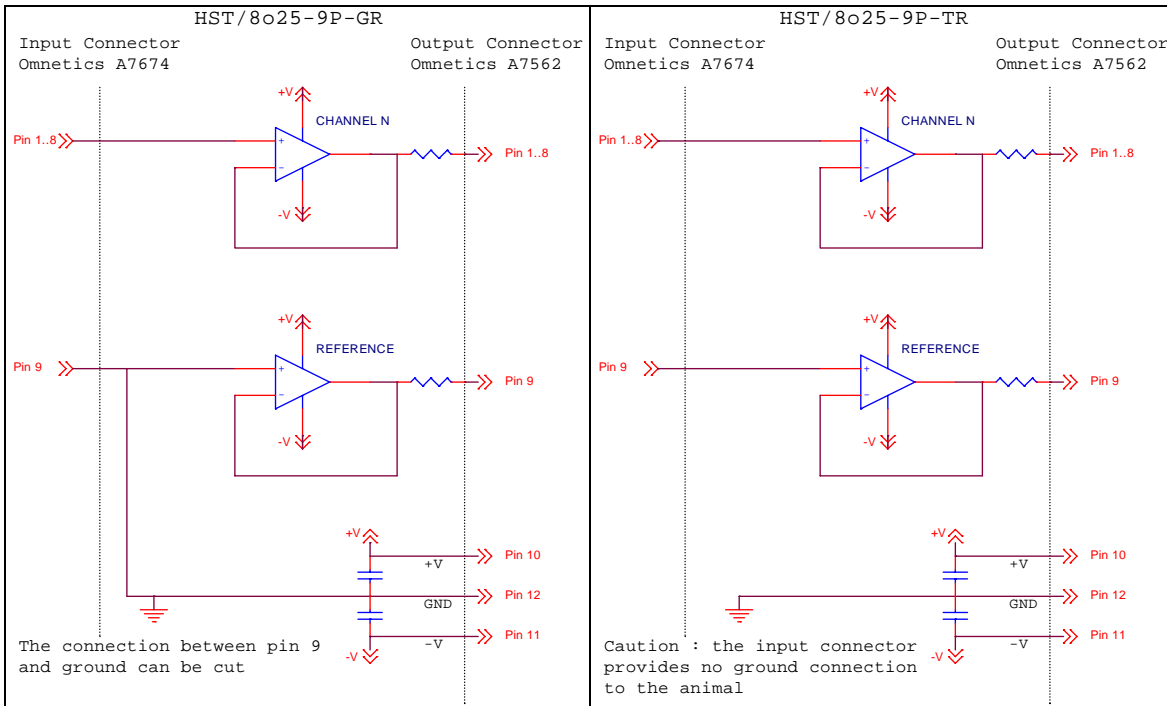 HST/8o25-9P-GR
Input Connector
Omnetics A7674
Output Connector
Omnetics A7562
+V
CHANNEL N
Pin 1..8
+
-
Pin 1..8
-V
+V
REFERENCE
Pin 9
+
-
Pin 9
-V
+V
Pin 10
+V
Pin 12
GND
Pin 11
-V
-V
The connection between pin 9
and ground can be cut
HST/8o25-9P-TR
Input Connector
Omnetics A7674
Output Connector
Omnetics A7562
+V
CHANNEL N
Pin 1..8
+
-
Pin 1..8
-V
+V
REFERENCE
Pin 9
+
-
Pin 9
-V
+V
Pin 10
+V
Pin 12
GND
Pin 11
-V
-V
Caution : the input connector
provides no ground connection
to the animal